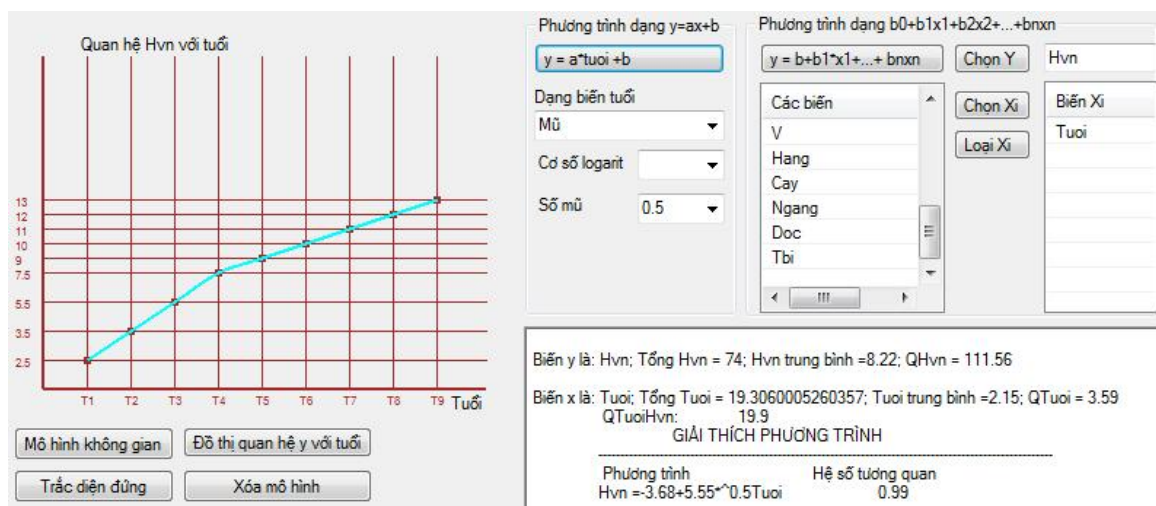 Quan hệ Hvn với tuổi
13
12
11
10
9
7.5
5.5
3.5
2.5
T1 T2 T3 T4 T5 T6 T7 T8 T9 Tuổi
Mô hình không gian
Đồ thị quan hệ y với tuổi
Trắc diện đứng
Xóa mô hình
Phương trình dạng y=ax+b
y = a*tuoi +b
Dạng biến tuổi
Mũ
Cơ số logarit
Số mũ 0.5
Phương trình dạng b0+b1x1+b2x2+...+bnxn
y = b+b1*x1+...+ bnxn
Chọn Y
Hvn
Các biến
V
Hang
Cay
Ngang
Doc
Tbi
Chọn Xi
Loại Xi
Biến Xi
Tuoi
Biến y là: Hvn; Tổng Hvn = 74; Hvn trung bình =8.22; QHvn = 111.56
Biến x là: Tuoi; Tổng Tuoi = 19.3060005260357; Tuoi trung bình =2.15; QTuoi = 3.59
QTuoiHvn: 19.9
GIẢI THÍCH PHƯƠNG TRÌNH
Phương trình Hệ số tương quan
Hvn =-3.68+5.55*^0.5Tuoi 0.99